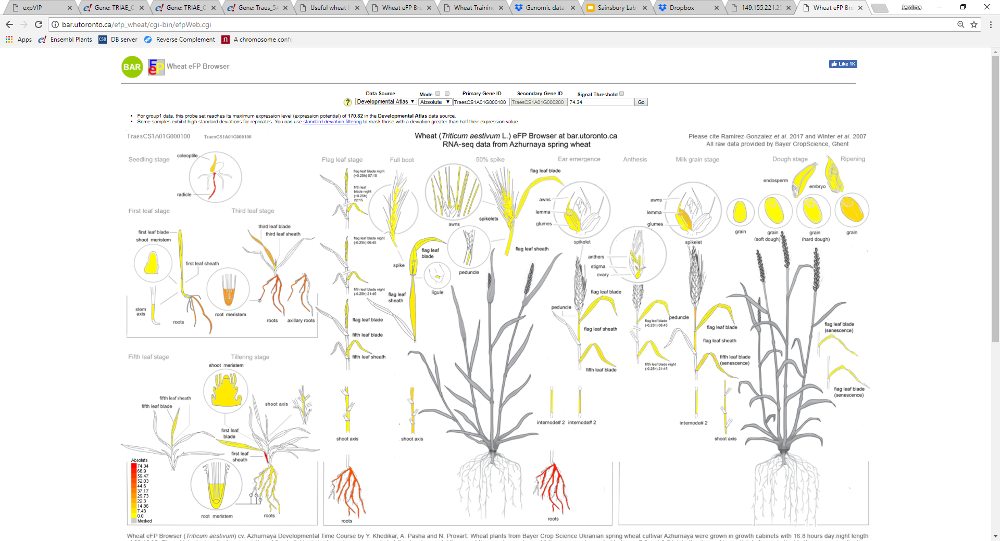 expVIP
Gene: TRIAE_C
Gene: TRIAE_C
Gene: Traes_5A
Useful wheat l
Wheat eFP Bro
Wheat Training
Genomic data
Sainsbury Lab
Dropbox
149.155.221.25
Wheat eFP Bro
Jemima
bar.utoronto.ca/efp_wheat/cgi-bin/efpWeb.cgi
Apps
Ensembl Plants
CSB DB server
Reverse Complement
n A chromosome confo
BAR
eFP Wheat eFP Browser
Like 1K
Data Source
Mode
Primary Gene ID
Secondary Gene ID
Signal Threshold
?
Developmental Atlas
Absolute
TraesCS1A01G000100
TraesCS1A01G000200
74.34
Go
• For group1 data, this probe set reaches its maximum expression level (expression potential) of 170.82 in the Developmental Atlas data source.
• Some samples exhibit high standard deviations for replicates. You can use standard deviation filtering to mask those with a deviation greater than half their expression value.
TraesCS1A01G000100
TraesCS1A01G000100
Wheat (Triticum aestivum L.) eFP Browser at bar.utoronto.ca
RNA-seq data from Azhurnaya spring wheat
Please cite Ramirez-Gonzalez et al. 2017 and Winter et al. 2007
All raw data provided by Bayer CropScience, Ghent
Seedling stage
coleoptile
radicle
First leaf stage
Third leaf stage
first leaf blade
shoot meristem
first leaf sheath
stem
axis
roots
third leaf blade
third leaf sheath
root meristem
roots
axillary roots
Flag leaf stage
flag leaf blade night
(+0.25h) 07:15
fifth leaf
blade night
(+0.25h)
22:15
flag leaf blade night
(-0.25h) 06:45
fifth leaf blade night
(-0.25h) 21:45
flag leaf blade
fifth leaf blade
fifth leaf sheath
shoot axis
roots
Full boot
spike
flag leaf
blade
ligule
flag leaf
sheath
shoot axis
50% spike
flag leaf blade
awns
spikelets
peduncle
flag leaf sheath
Ear emergence
awns
lemma
glumes
spikelet
flag leaf blade
peduncle
flag leaf sheath
fifth leaf blade
internode# 2
internode# 2
roots
Anthesis
anthers
stigma
ovary
flag leaf blade
(-0.25h) 06:45
fifth leaf blade night
(-0.25h) 21:45
Milk grain stage
awns
lemma
glumes
spikelet
peduncle
flag leaf blade
flag leaf sheath
fifth leaf blade
(senescence)
internode# 2
shoot axis
Dough stage
Ripening
endosperm
embryo
grain
grain
(soft dough)
grain
(hard dough)
grain
flag leaf blade
(senescence)
flag leaf blade
(senescence)
Fifth leaf stage
fifth leaf sheath
fifth leaf blade
Tillering stage
shoot meristem
shoot axis
first leaf
blade
first leaf
sheath
root meristem
roots
Absolute
74.34
66.9
59.47
52.03
44.6
37.17
29.73
22.3
14.86
7.43
0.0
Masked
Wheat eFP Browser (Triticum aestivum) cv. Azhurnaya Developmental Time Course by Y. Khedikar, A. Pasha and N. Provart: Wheat plants from Bayer Crop Science Ukranian spring wheat cultivar Azhurnaya were grown in growth cabinets with 16:8 hours day:night length